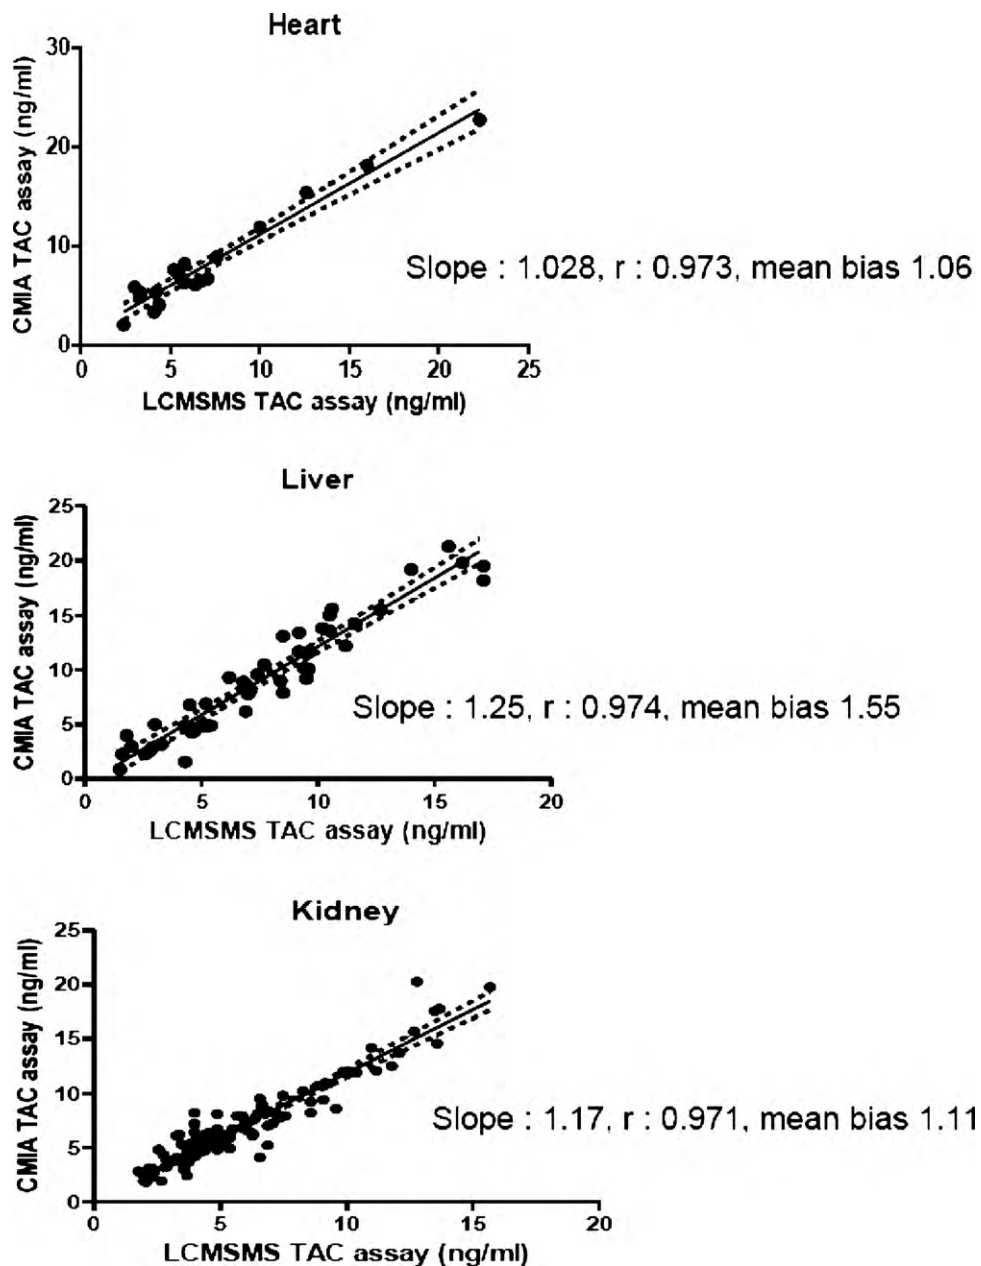 Heart
CMIA TAC assay (ng/ml)
30
20
10
0
0 5 10 15 20 25
LCMSMS TAC assay (ng/ml)
Slope : 1.028, r : 0.973, mean bias 1.06
Liver
CMIA TAC assay (ng/ml)
25
20
15
10
5
0
0 5 10 15 20
LCMSMS TAC assay (ng/ml)
Slope : 1.25, r : 0.974, mean bias 1.55
Kidney
CMIA TAC assay (ng/ml)
25
20
15
10
5
0
0 5 10 15 20
LCMSMS TAC assay (ng/ml)
Slope : 1.17, r : 0.971, mean bias 1.11